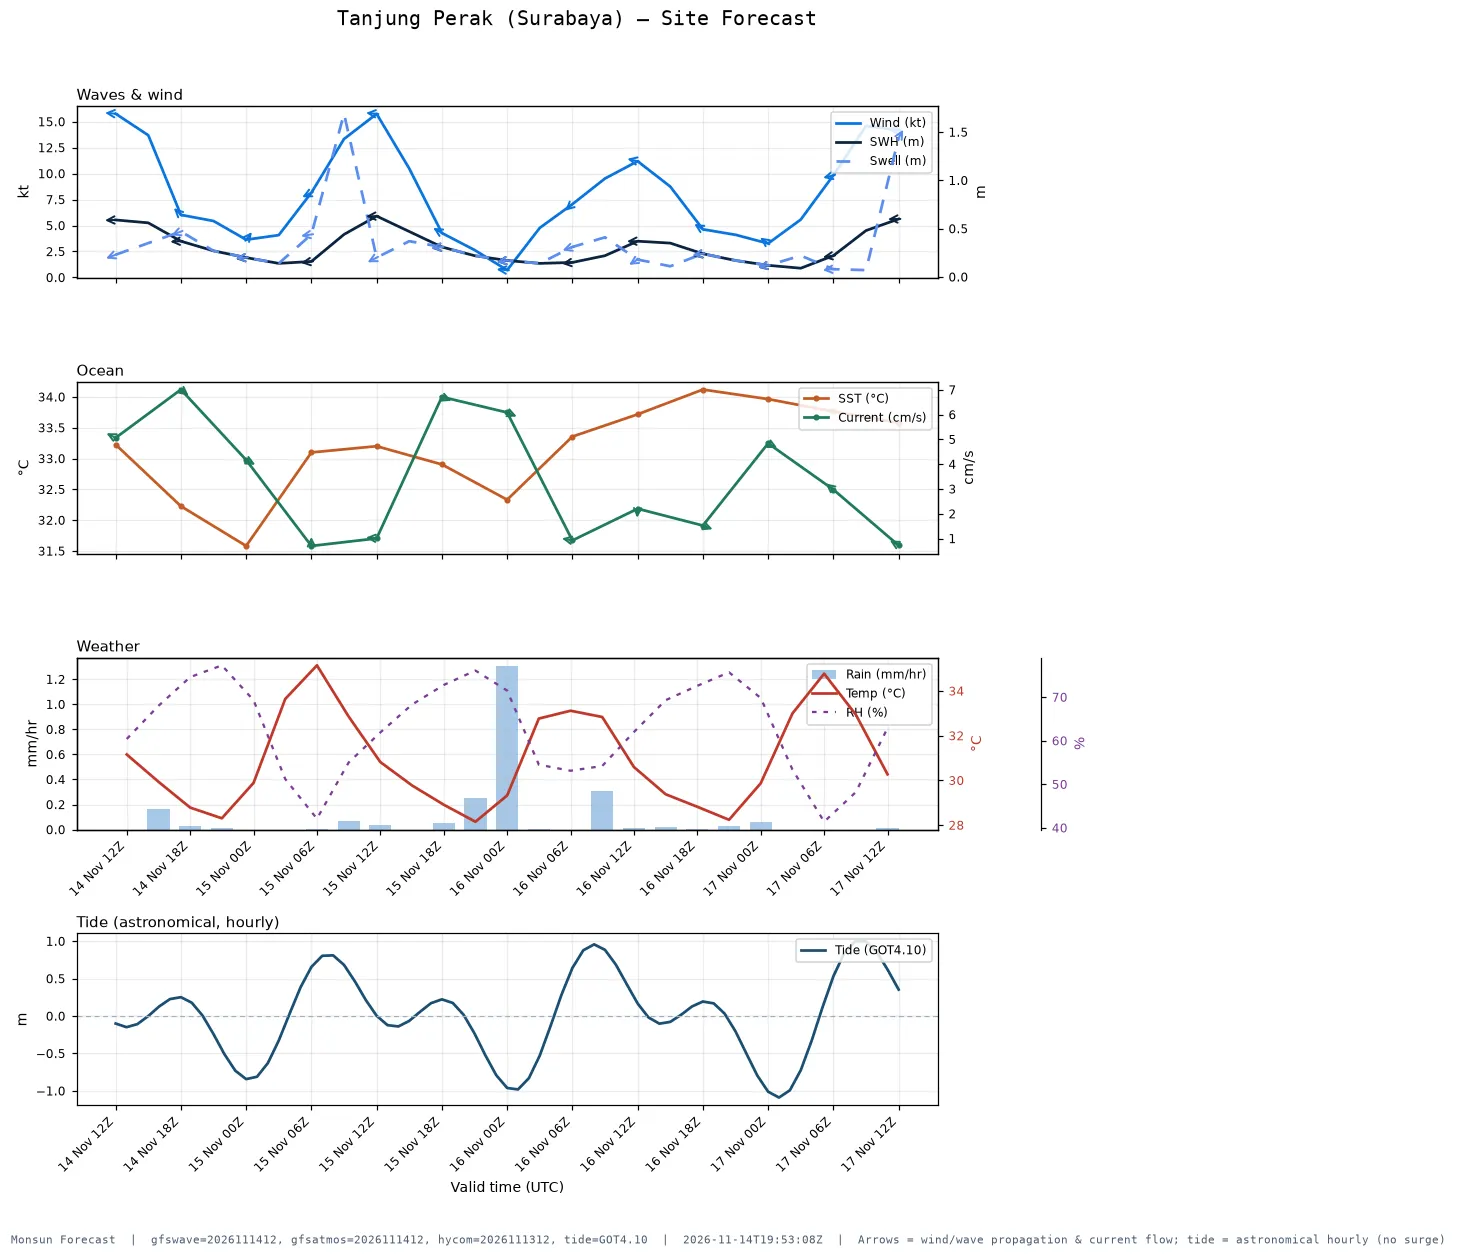 Tanjung Perak (Surabaya) — Site Forecast
Waves & wind
15.0
12.5
10.0
7.5
5.0
2.5
0.0
kt
Wind (kt)
SWH (m)
Swell (m)
1.5
1.0
0.5
0.0
m
Ocean
34.0
33.5
33.0
32.5
32.0
31.5
°C
SST (°C)
Current (cm/s)
7
6
5
4
3
2
1
cm/s
Weather
1.2
1.0
0.8
0.6
0.4
0.2
0.0
mm/hr
Rain (mm/hr)
Temp (°C)
RH (%)
34
32
30
28
°C
70
60
50
40
%
14 Nov 12Z
14 Nov 18Z
15 Nov 00Z
15 Nov 06Z
15 Nov 12Z
15 Nov 18Z
16 Nov 00Z
16 Nov 06Z
16 Nov 12Z
16 Nov 18Z
17 Nov 00Z
17 Nov 06Z
17 Nov 12Z
Tide (astronomical, hourly)
1.0
0.5
0.0
−0.5
−1.0
m
Tide (GOT4.10)
14 Nov 12Z
14 Nov 18Z
15 Nov 00Z
15 Nov 06Z
15 Nov 12Z
15 Nov 18Z
16 Nov 00Z
16 Nov 06Z
16 Nov 12Z
16 Nov 18Z
17 Nov 00Z
17 Nov 06Z
17 Nov 12Z
Valid time (UTC)
Monsun Forecast | gfswave=2026111412, gfsatmos=2026111412, hycom=2026111312, tide=GOT4.10 | 2026-11-14T19:53:08Z | Arrows = wind/wave propagation & current flow; tide = astronomical hourly (no surge)